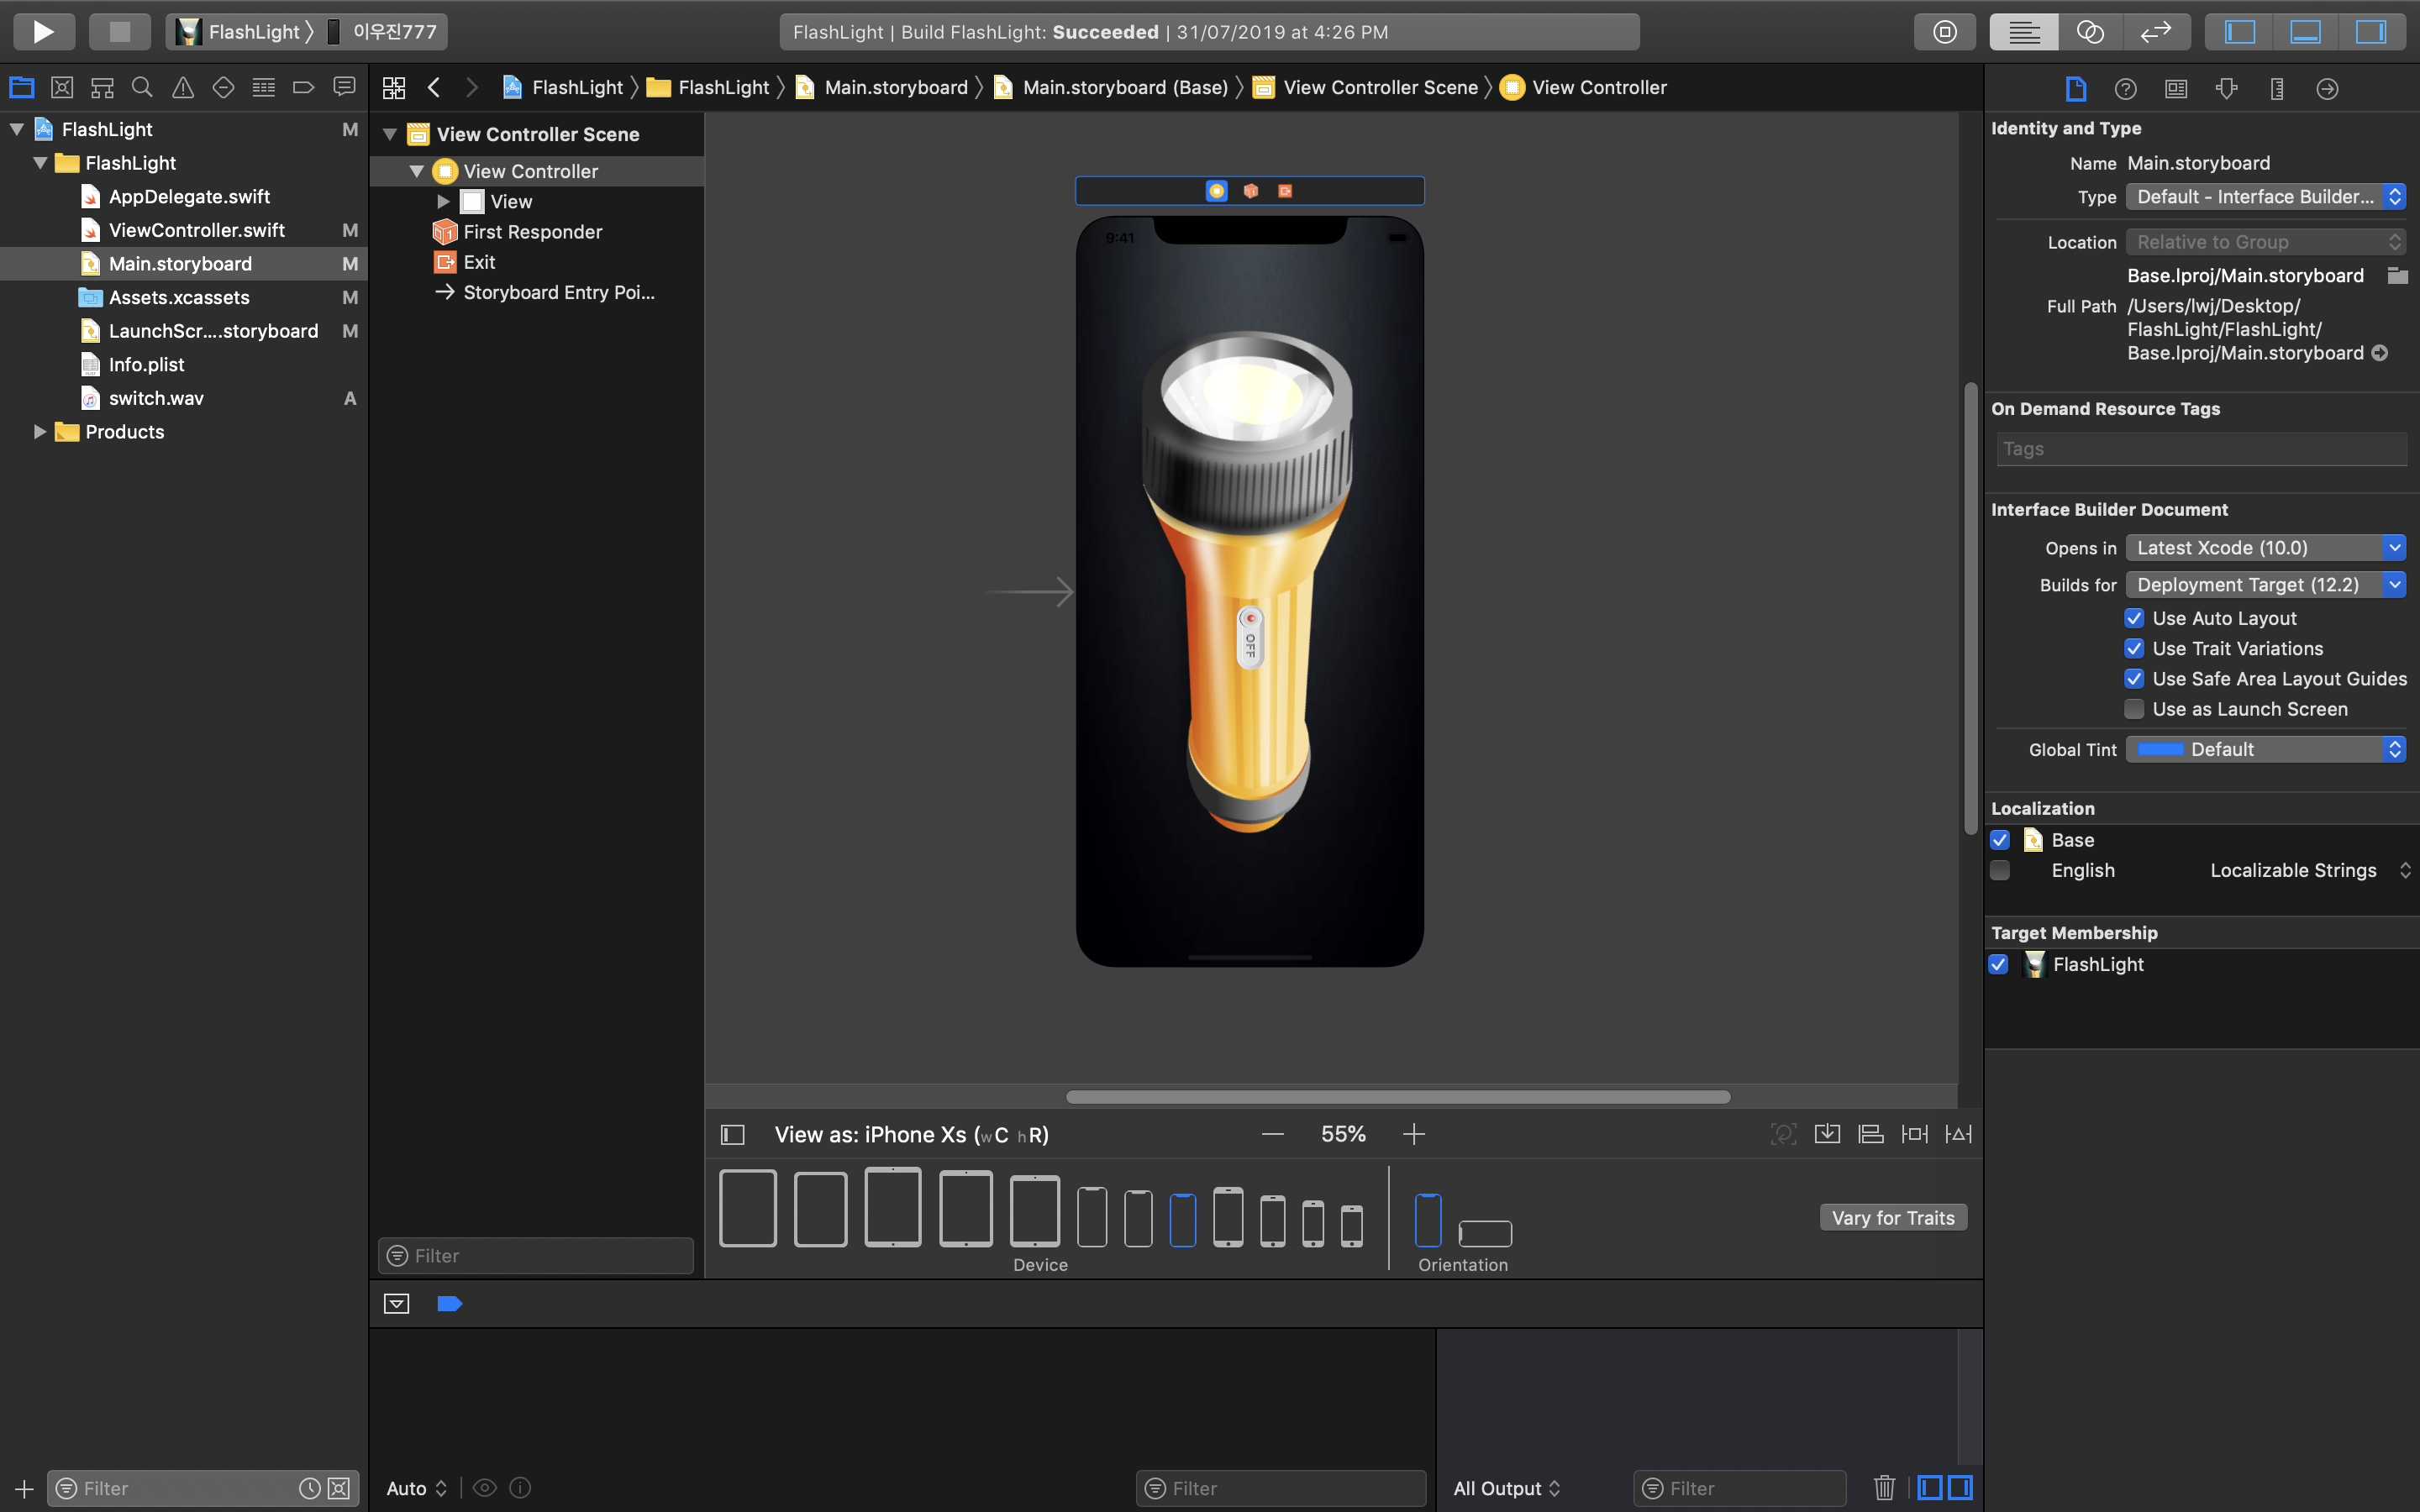 FlashLight 〉 이우진777
FlashLight | Build FlashLight: Succeeded | 31/07/2019 at 4:26 PM
FlashLight 〉 FlashLight 〉 Main.storyboard 〉 Main.storyboard (Base) 〉 View Controller Scene 〉 View Controller
FlashLight M
FlashLight
AppDelegate.swift
ViewController.swift M
Main.storyboard M
Assets.xcassets M
LaunchScr....storyboard M
Info.plist
switch.wav A
Products
Filter
View Controller Scene
View Controller
View
First Responder
Exit
Storyboard Entry Poi...
Filter
9:41
OFF
View as: iPhone Xs (wC hR)
55%
Device
Orientation
Vary for Traits
Auto
Filter
All Output
Filter
Identity and Type
Name Main.storyboard
Type Default - Interface Builder...
Location Relative to Group
Base.lproj/Main.storyboard
Full Path /Users/lwj/Desktop/
FlashLight/FlashLight/
Base.lproj/Main.storyboard
On Demand Resource Tags
Tags
Interface Builder Document
Opens in Latest Xcode (10.0)
Builds for Deployment Target (12.2)
Use Auto Layout
Use Trait Variations
Use Safe Area Layout Guides
Use as Launch Screen
Global Tint Default
Localization
Base
English Localizable Strings
Target Membership
FlashLight